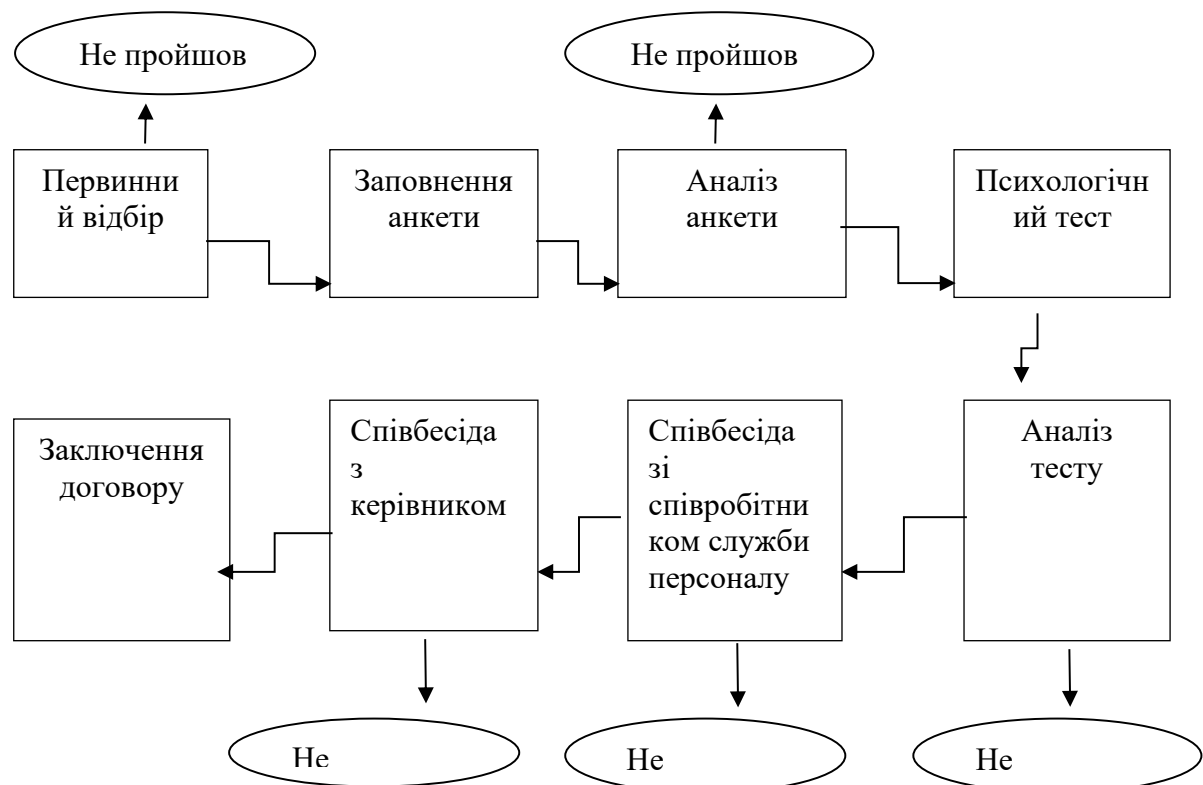 Не пройшов
Не пройшов
Первинни
й відбір
Заповнення
анкети
Аналіз
анкети
Психологічн
ий тест
Заключення
договору
Співбесіда
з
керівником
Співбесіда
зі
співробітни
ком служби
персоналу
Аналіз
тесту
Не
Не
Не